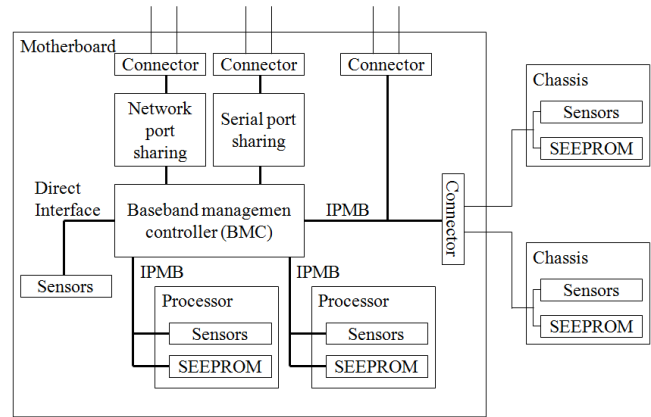 Motherboard
Connector
Connector
Connector
Network
port
sharing
Serial port
sharing
Direct
Interface
Baseband managemen
controller (BMC)
IPMB
Connector
Sensors
IPMB
IPMB
Processor
Sensors
SEEPROM
Processor
Sensors
SEEPROM
Chassis
Sensors
SEEPROM
Chassis
Sensors
SEEPROM